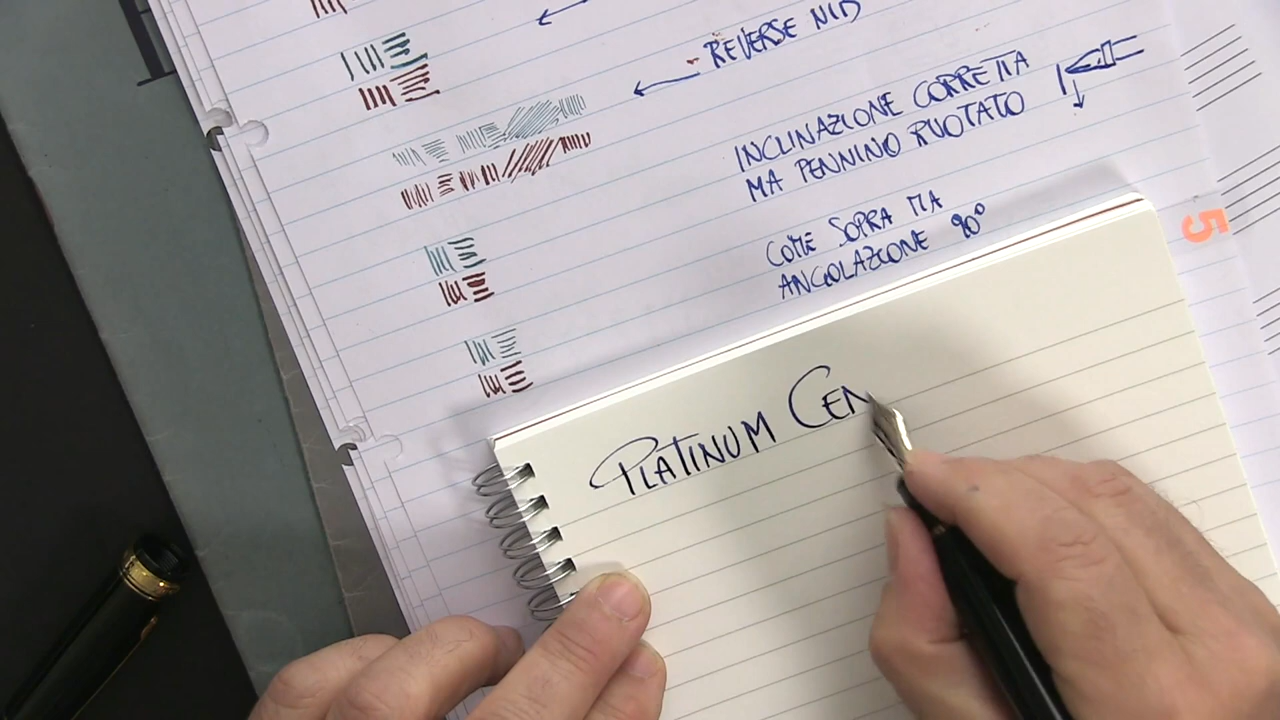 REVERSE NIB
INCLINAZIONE CORRETTA
MA PENNINO RUOTATO
COME SOPRA MA
ANGOLAZIONE 90°
5
PLATINUM CEN